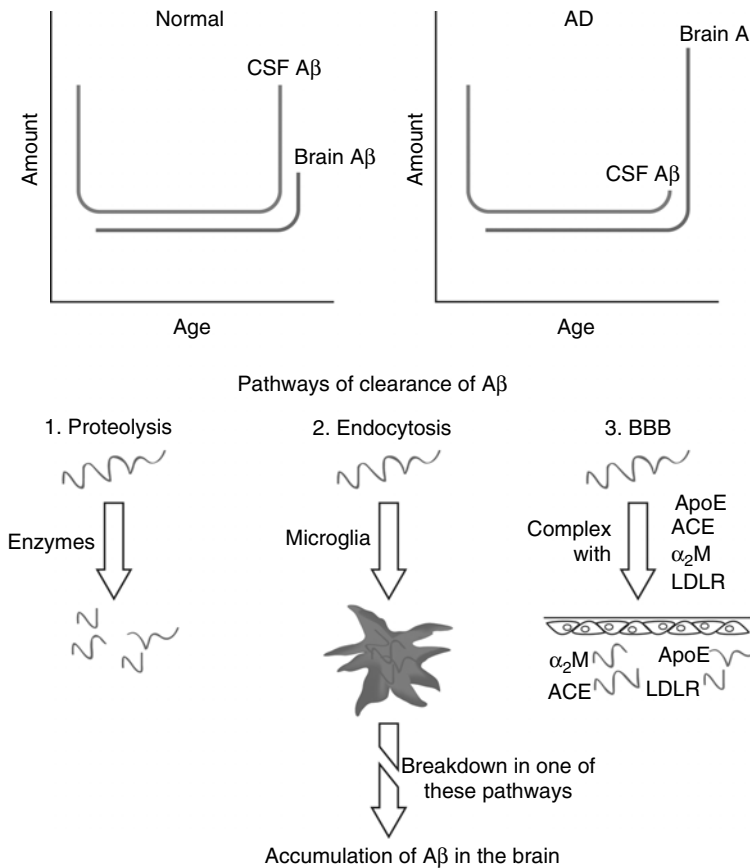 Normal
AD
CSF Aβ
Brain Aβ
Amount
Age
Brain A
CSF Aβ
Amount
Age
Pathways of clearance of Aβ
1. Proteolysis
2. Endocytosis
3. BBB
Enzymes
Microglia
Complex
with
ApoE
ACE
α₂M
LDLR
α₂M
ApoE
ACE
LDLR
Breakdown in one of
these pathways
Accumulation of Aβ in the brain